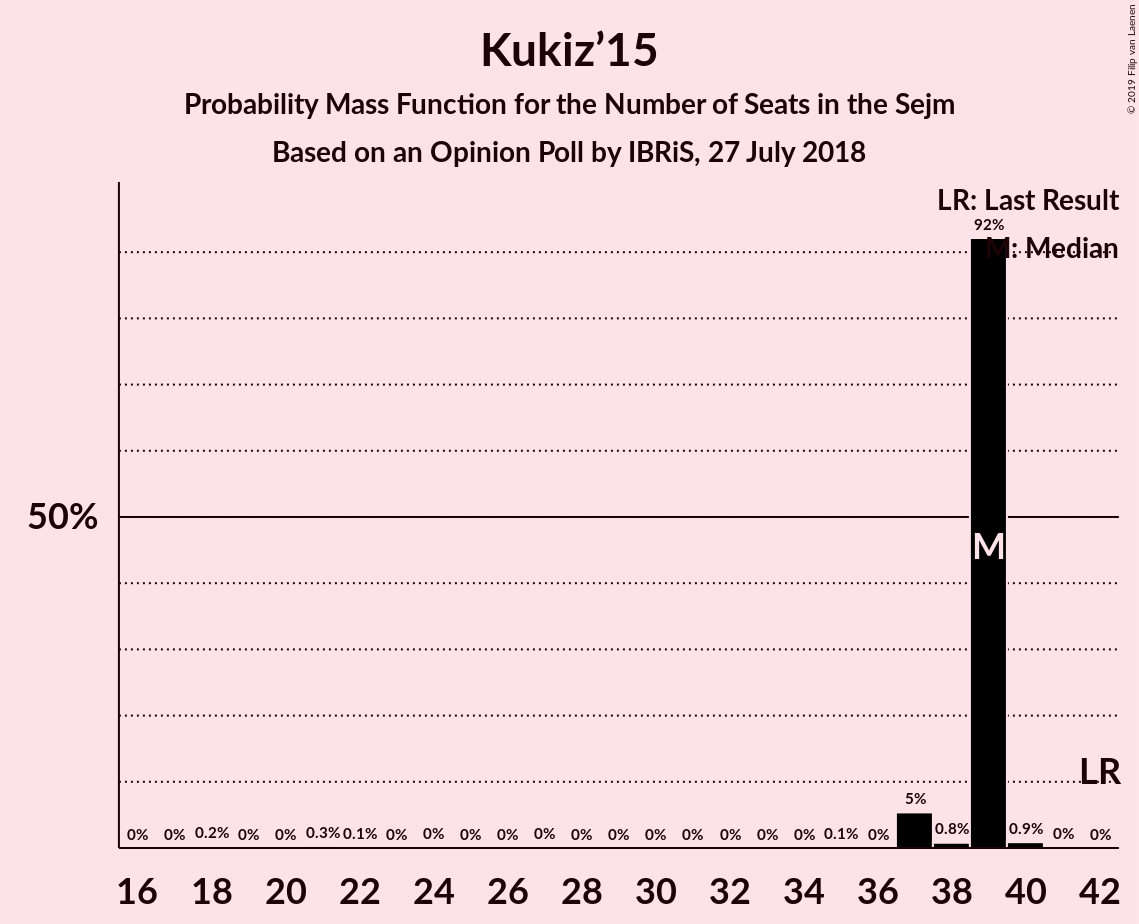 Kukiz’15
Probability Mass Function for the Number of Seats in the Sejm
Based on an Opinion Poll by IBRiS, 27 July 2018
© 2019 Filip van Laenen
LR: Last Result
92%
M: Median
50%
M
LR
5%
0% 0% 0.2% 0% 0% 0.3% 0.1% 0% 0% 0% 0% 0% 0% 0% 0% 0% 0% 0% 0% 0.1% 0% 0.8% 0.9% 0% 0%
16 18 20 22 24 26 28 30 32 34 36 38 40 42